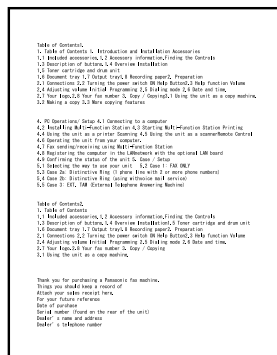 Table of Contents.
1. Table of Contents 1. Introduction and Installation Accessories
1.1 Included accessories,1.2 Accessory information,Finding the Controls
1.3 Description of buttons,1.4 Overview Installation
1.5 Toner cartridge and drum unit
1.6 Document tray 1.7 Output tray1.8 Recording paper2. Preparation
2.1 Connections 2.2 Turning the power switch ON Help Button2.3 Help function Volume
2.4 Adjusting volume Initial Programming 2.5 Dialing mode 2.6 Date and time,
2.7 Your logo,2.8 Your fax number 3. Copy / Copying3.1 Using the unit as a copy machine,
3.2 Making a copy 3.3 More copying features
4. PC Operations/ Setup 4.1 Connecting to a computer
4.2 Installing Multi-Function Station 4.3 Starting Multi-Function Station Printing
4.4 Using the unit as a printer Scanning 4.5 Using the unit as a scannerRemote Control
4.6 Operating the unit from your computer.
4.7 Fax sending/receiving using Multi-Function Station
4.8 Registering the computer in the LANNetwork with the optional LAN board
4.9 Confirming the status of the unit 5. Case / Setup
5.1 Selecting the way to use your unit  5.2 Case 1: FAX ONLY
5.3 Case 2a: Distinctive Ring (1 phone line with 2 or more phone numbers)
5.4 Case 2b: Distinctive Ring (using withvoice mail service)
5.5 Case 3: EXT. TAM (External Telephone Answering Machine)
Table of Contents.
1. Table of Contents
1.1 Included accessories,1.2 Accessory information,Finding the Controls
1.3 Description of buttons,1.4 Overview Installation1.5 Toner cartridge and drum unit
1.6 Document tray 1.7 Output tray1.8 Recording paper2. Preparation
2.1 Connections 2.2 Turning the power switch ON Help Button2.3 Help function Volume
2.4 Adjusting volume Initial Programming 2.5 Dialing mode 2.6 Date and time,
2.7 Your logo,2.8 Your fax number 3. Copy / Copying
3.1 Using the unit as a copy machine,
Thank you for purchasing a Panasonic fax machine.
Things you should keep a record of
Attach your sales receipt here.
For your future reference
Date of purchase
Serial number (found on the rear of the unit)
Dealer's name and address
Dealer's telephone number